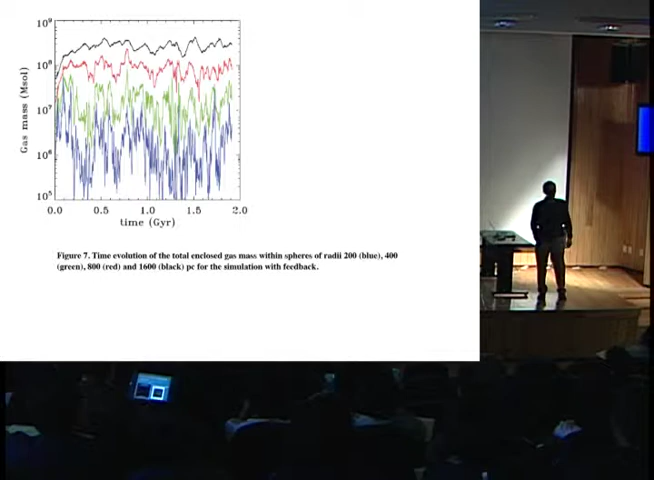 10⁹
10⁸
10⁷
10⁶
10⁵
Gas mass (Msol)
0.0 0.5 1.0 1.5 2.0
time (Gyr)
Figure 7. Time evolution of the total enclosed gas mass within spheres of radii 200 (blue), 400
(green), 800 (red) and 1600 (black) pc for the simulation with feedback.